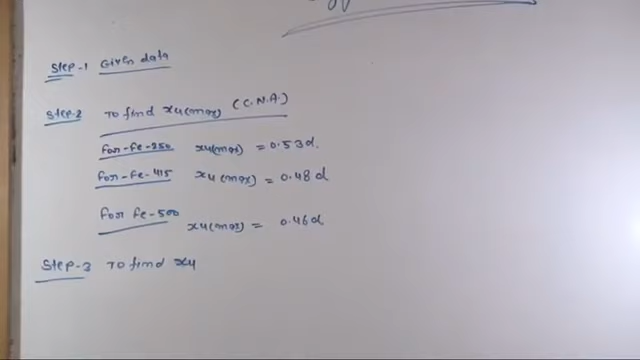 Step-1 Given data
Step-2 To find xu(max) (C.N.A.)
for-fe-250 xu(max) = 0.53d.
for-fe-415 xu(max) = 0.48d
for fe-500 xu(max) = 0.46d
Step-3 To find xu